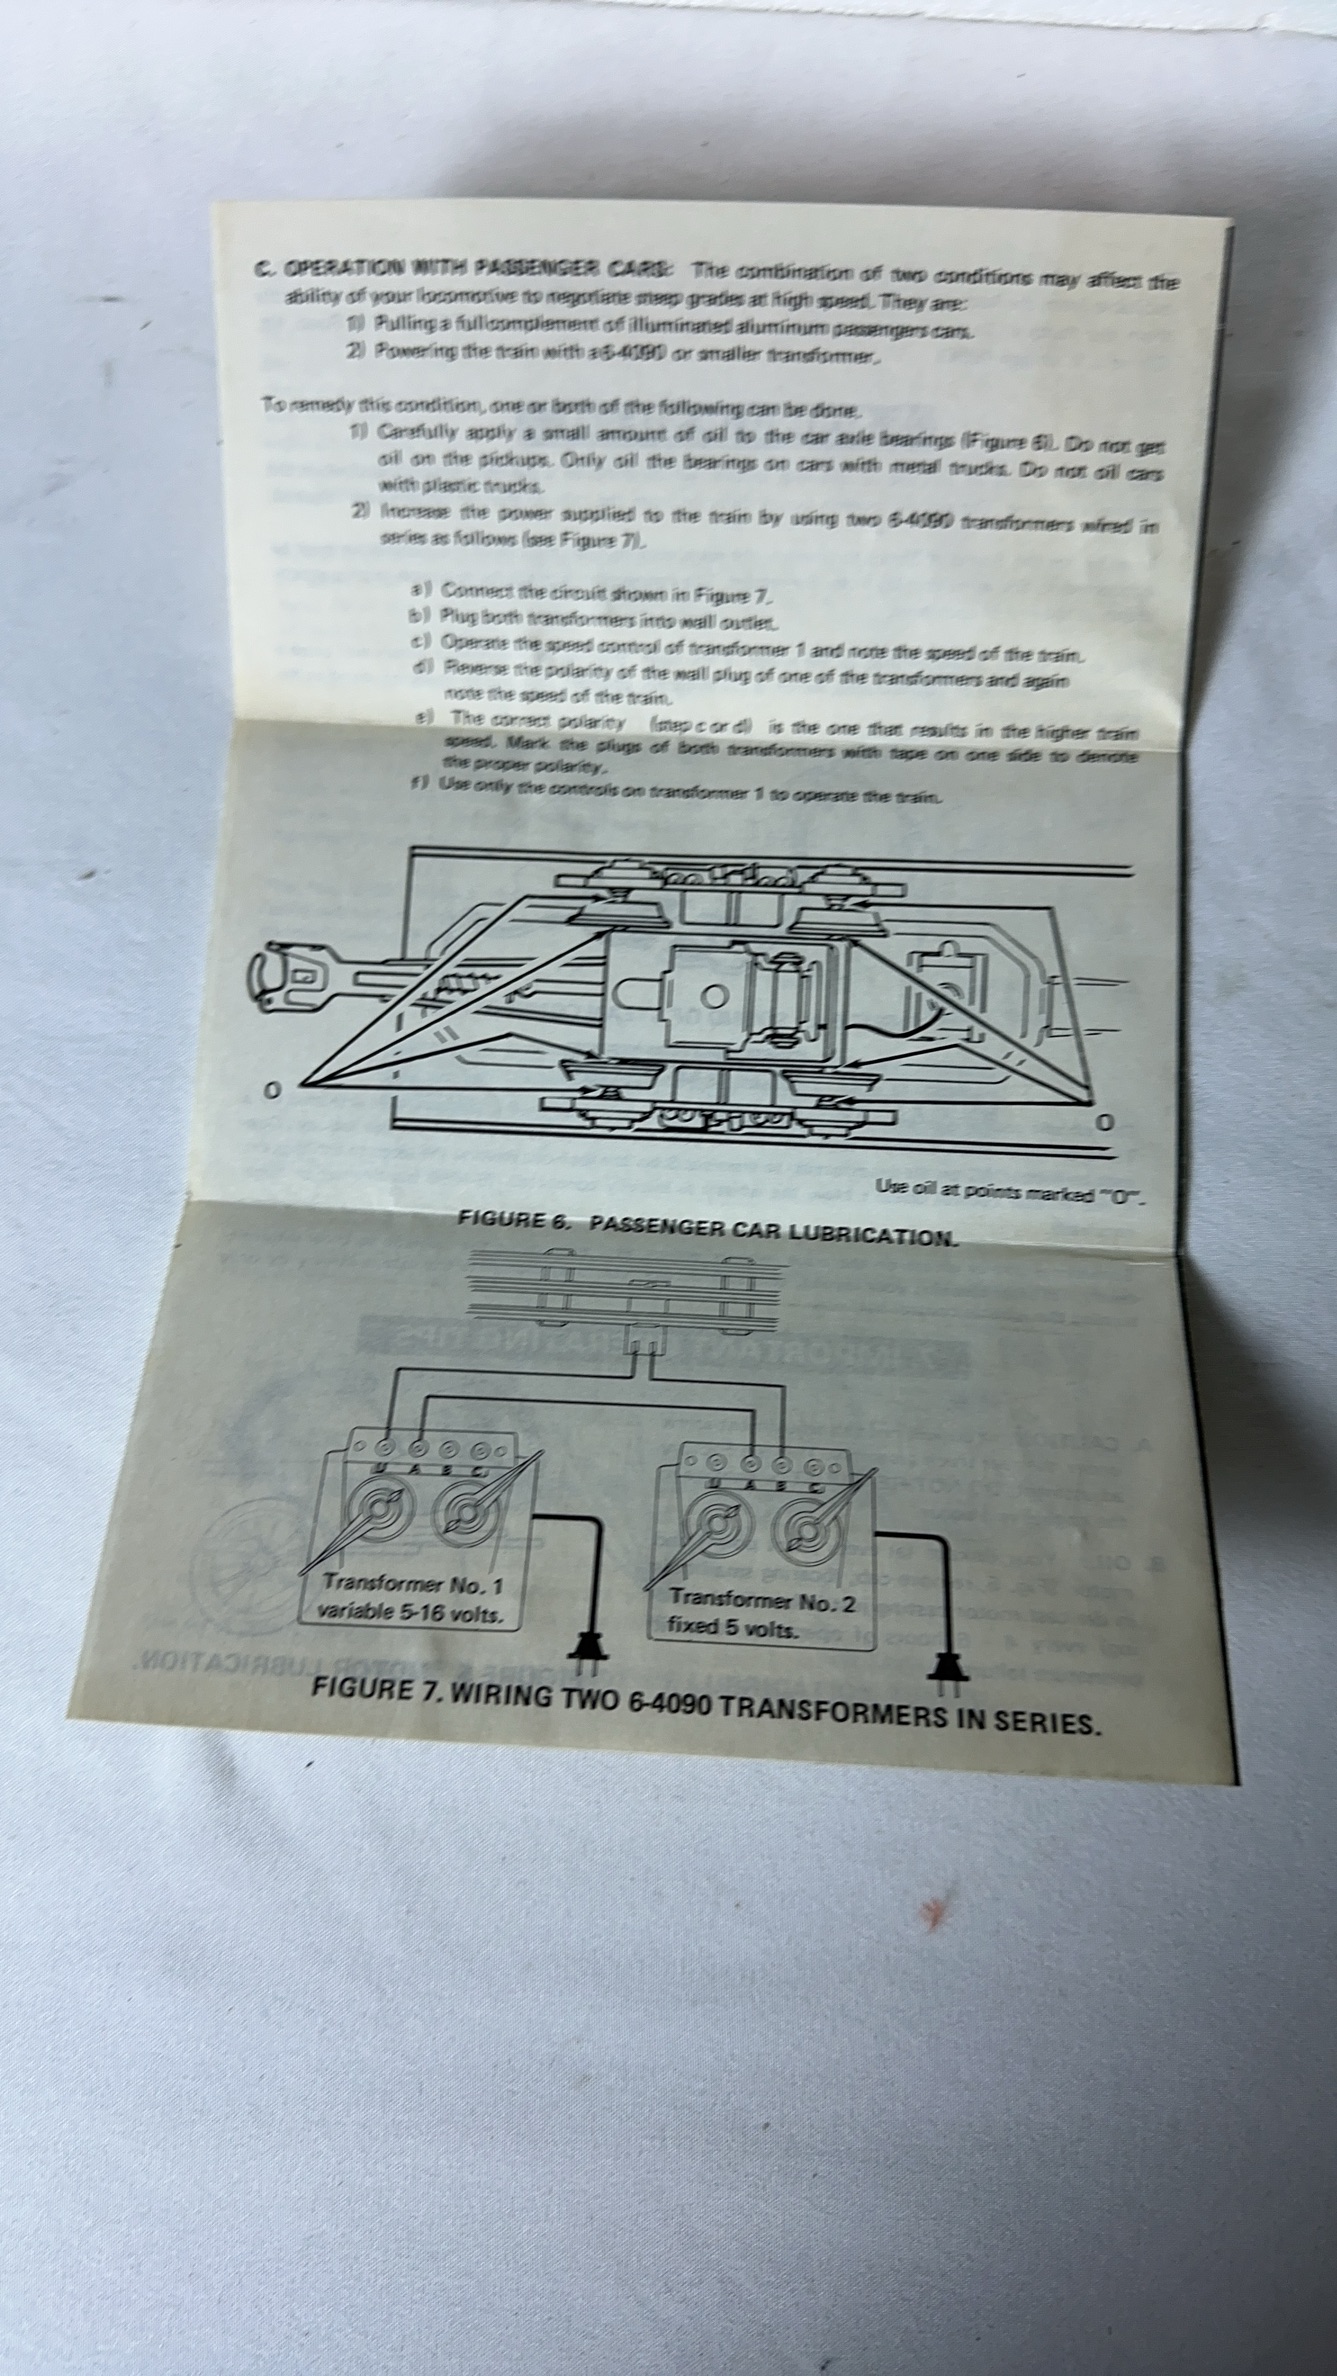 C. OPERATION WITH PASSENGER CARS: The combination of two conditions may affect the
ability of your locomotive to negotiate steep grades at high speed. They are:
1) Pulling a full complement of illuminated aluminum passengers cars.
2) Powering the train with a 6-4090 or smaller transformer.
To remedy this condition, one or both of the following can be done.
1) Carefully apply a small amount of oil to the car axle bearings (Figure 6). Do not get
oil on the pickups. Only oil the bearings on cars with metal trucks. Do not oil cars
with plastic trucks.
2) Increase the power supplied to the train by using two 6-4090 transformers wired in
series as follows (see Figure 7).
a) Connect the circuit shown in Figure 7.
b) Plug both transformers into wall outlet.
c) Operate the speed control of transformer 1 and note the speed of the train.
d) Reverse the polarity of the wall plug of one of the transformers and again
note the speed of the train.
e) The correct polarity (step c or d) is the one that results in the higher train
speed. Mark the plugs of both transformers with tape on one side to denote
the proper polarity.
f) Use only the controls on transformer 1 to operate the train.
O
O
Use oil at points marked "O".
FIGURE 6. PASSENGER CAR LUBRICATION.
U A B C
U A B C
Transformer No. 1
variable 5-16 volts.
Transformer No. 2
fixed 5 volts.
FIGURE 7. WIRING TWO 6-4090 TRANSFORMERS IN SERIES.